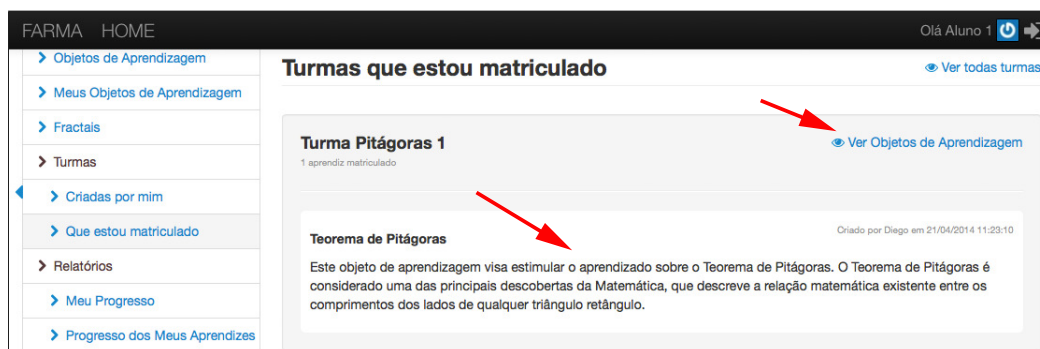 FARMA HOME
Olá Aluno 1
Objetos de Aprendizagem
Meus Objetos de Aprendizagem
Fractais
Turmas
Criadas por mim
Que estou matriculado
Relatórios
Meu Progresso
Progresso dos Meus Aprendizes
Turmas que estou matriculado
Ver todas turmas
Turma Pitágoras 1
Ver Objetos de Aprendizagem
1 aprendiz matriculado
Teorema de Pitágoras
Criado por Diego em 21/04/2014 11:23:10
Este objeto de aprendizagem visa estimular o aprendizado sobre o Teorema de Pitágoras. O Teorema de Pitágoras é
considerado uma das principais descobertas da Matemática, que descreve a relação matemática existente entre os
comprimentos dos lados de qualquer triângulo retângulo.